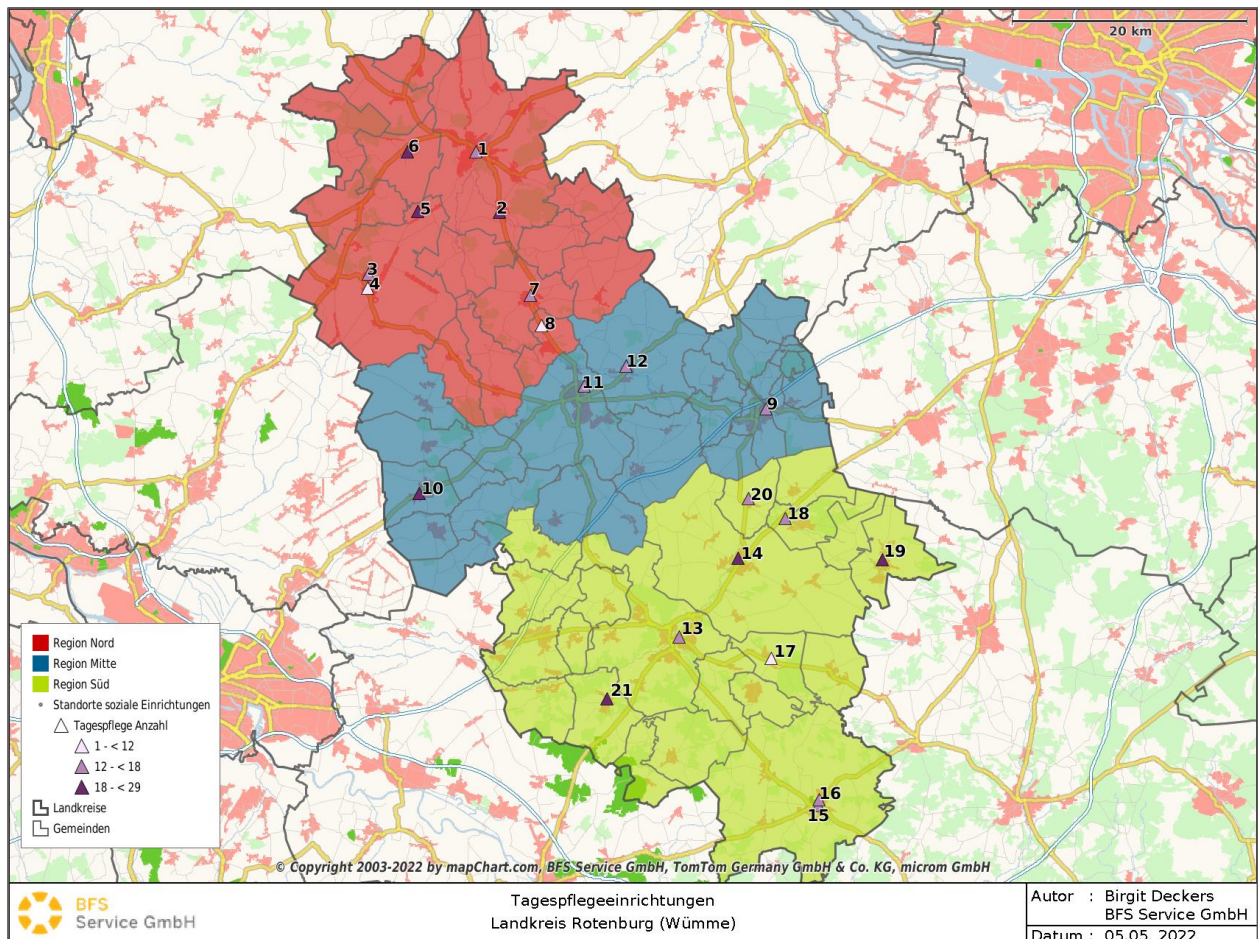 20 km
6
1
5
2
3
4
7
8
12
11
9
10
20
18
14
19
13
17
21
16
15
Region Nord
Region Mitte
Region Süd
Standorte soziale Einrichtungen
Tagespflege Anzahl
1 - < 12
12 - < 18
18 - < 29
Landkreise
Gemeinden
© Copyright 2003-2022 by mapChart.com, BFS Service GmbH, TomTom Germany GmbH & Co. KG, microm GmbH
BFS
Service GmbH
Tagespflegeeinrichtungen
Landkreis Rotenburg (Wümme)
Autor : Birgit Deckers
BFS Service GmbH
Datum : 05.05. 2022